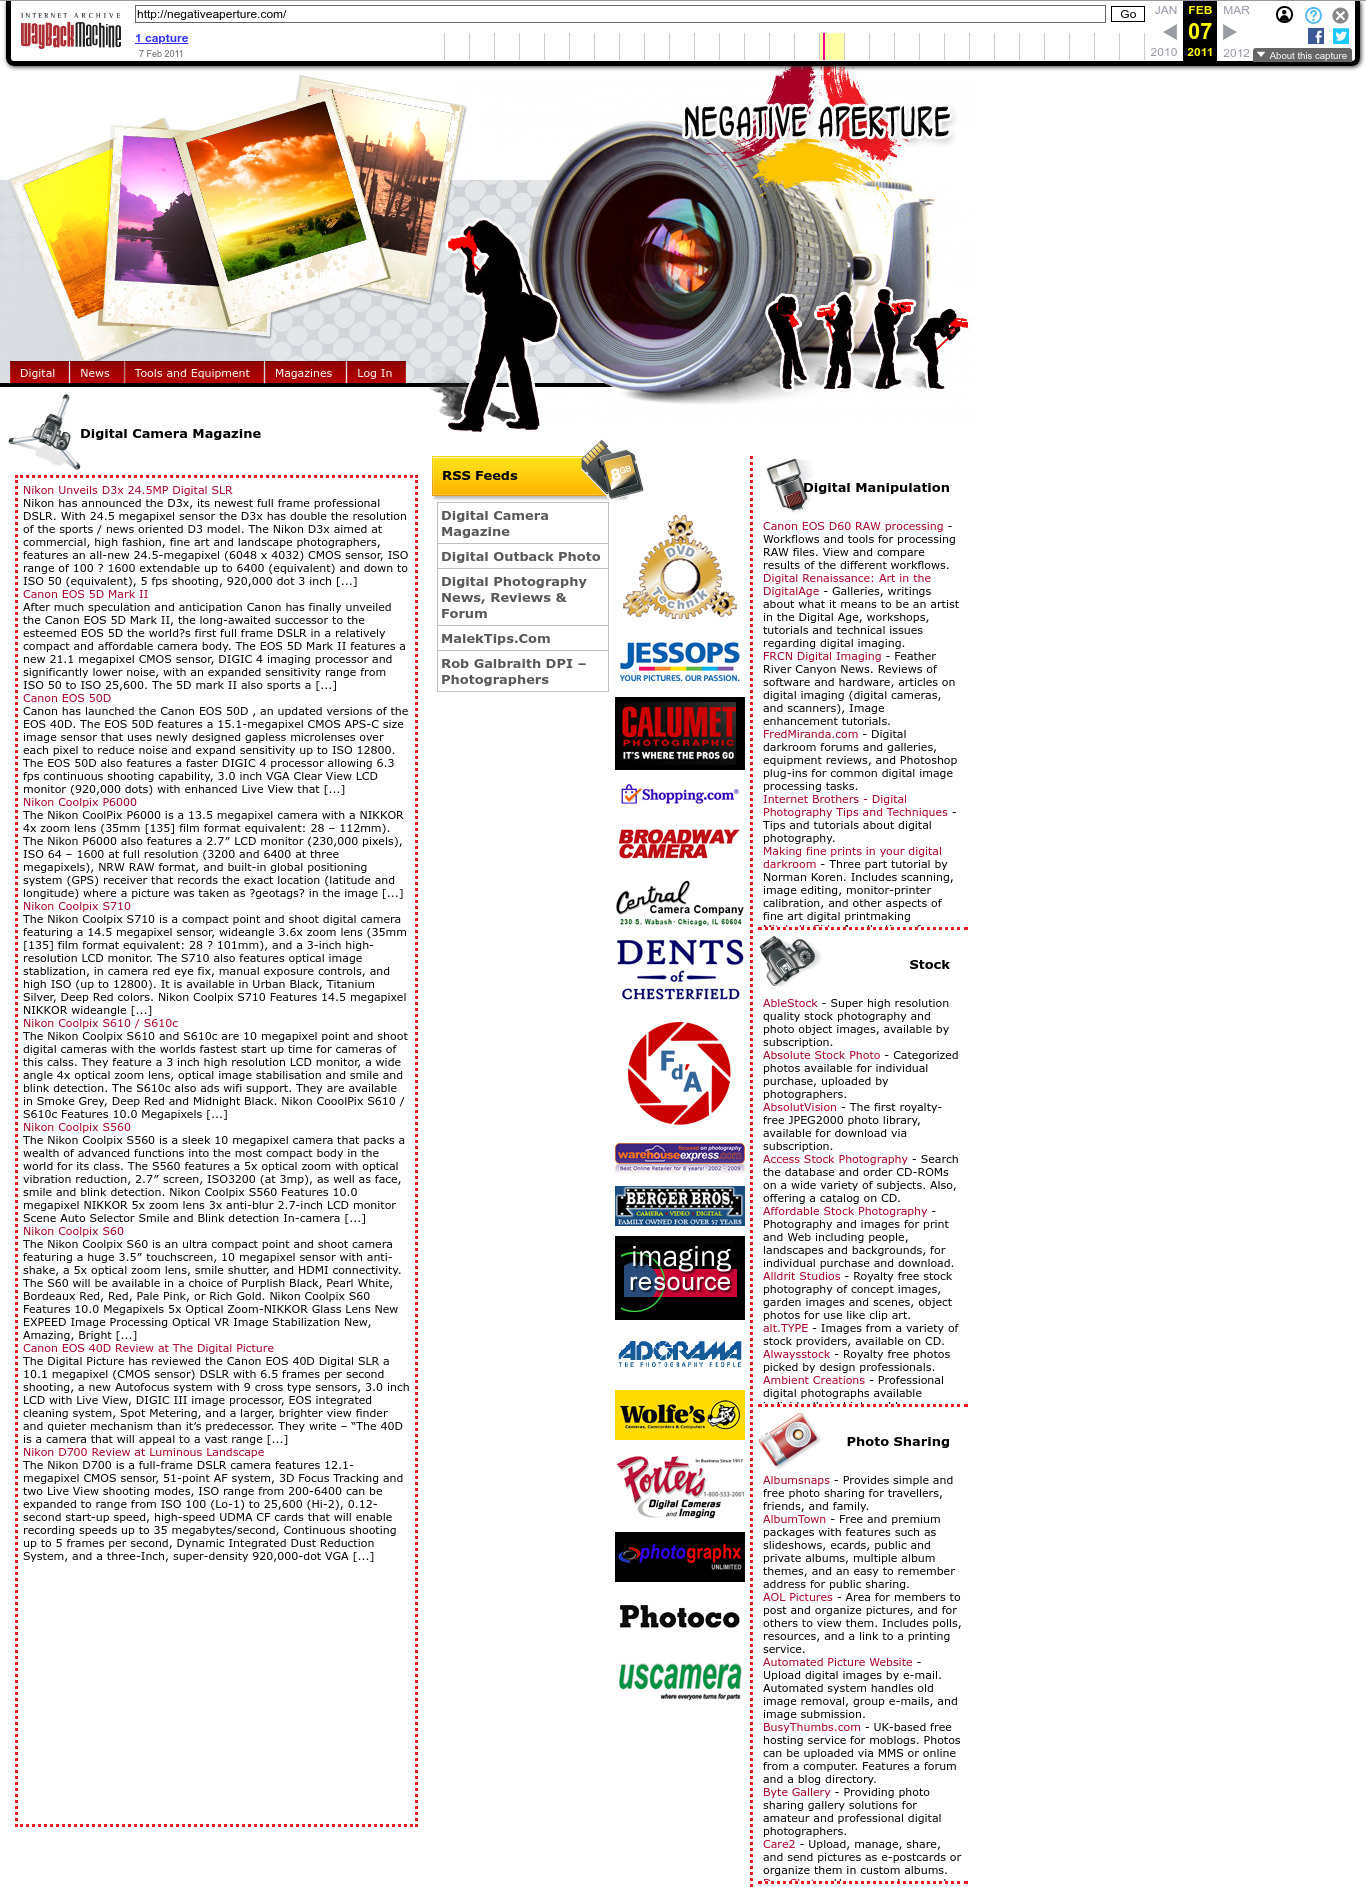 INTERNET ARCHIVE
WayBackMachine
http://negativeaperture.com/
Go
JAN
FEB
MAR
1 capture
07
7 Feb 2011
2010
2011
2012
About this capture
NEGATIVE APERTURE
Digital
News
Tools and Equipment
Magazines
Log In
Digital Camera Magazine
Nikon Unveils D3x 24.5MP Digital SLR
Nikon has announced the D3x, its newest full frame professional
DSLR. With 24.5 megapixel sensor the D3x has double the resolution
of the sports / news oriented D3 model. The Nikon D3x aimed at
commercial, high fashion, fine art and landscape photographers,
features an all-new 24.5-megapixel (6048 x 4032) CMOS sensor, ISO
range of 100 ? 1600 extendable up to 6400 (equivalent) and down to
ISO 50 (equivalent), 5 fps shooting, 920,000 dot 3 inch [...]
Canon EOS 5D Mark II
After much speculation and anticipation Canon has finally unveiled
the Canon EOS 5D Mark II, the long-awaited successor to the
esteemed EOS 5D the world?s first full frame DSLR in a relatively
compact and affordable camera body. The EOS 5D Mark II features a
new 21.1 megapixel CMOS sensor, DIGIC 4 imaging processor and
significantly lower noise, with an expanded sensitivity range from
ISO 50 to ISO 25,600. The 5D mark II also sports a [...]
Canon EOS 50D
Canon has launched the Canon EOS 50D , an updated versions of the
EOS 40D. The EOS 50D features a 15.1-megapixel CMOS APS-C size
image sensor that uses newly designed gapless microlenses over
each pixel to reduce noise and expand sensitivity up to ISO 12800.
The EOS 50D also features a faster DIGIC 4 processor allowing 6.3
fps continuous shooting capability, 3.0 inch VGA Clear View LCD
monitor (920,000 dots) with enhanced Live View that [...]
Nikon Coolpix P6000
The Nikon CoolPix P6000 is a 13.5 megapixel camera with a NIKKOR
4x zoom lens (35mm [135] film format equivalent: 28 – 112mm).
The Nikon P6000 also features a 2.7” LCD monitor (230,000 pixels),
ISO 64 – 1600 at full resolution (3200 and 6400 at three
megapixels), NRW RAW format, and built-in global positioning
system (GPS) receiver that records the exact location (latitude and
longitude) where a picture was taken as ?geotags? in the image [...]
Nikon Coolpix S710
The Nikon Coolpix S710 is a compact point and shoot digital camera
featuring a 14.5 megapixel sensor, wideangle 3.6x zoom lens (35mm
[135] film format equivalent: 28 ? 101mm), and a 3-inch high-
resolution LCD monitor. The S710 also features optical image
stablization, in camera red eye fix, manual exposure controls, and
high ISO (up to 12800). It is available in Urban Black, Titanium
Silver, Deep Red colors. Nikon Coolpix S710 Features 14.5 megapixel
NIKKOR wideangle [...]
Nikon Coolpix S610 / S610c
The Nikon Coolpix S610 and S610c are 10 megapixel point and shoot
digital cameras with the worlds fastest start up time for cameras of
this calss. They feature a 3 inch high resolution LCD monitor, a wide
angle 4x optical zoom lens, optical image stabilisation and smile and
blink detection. The S610c also ads wifi support. They are available
in Smoke Grey, Deep Red and Midnight Black. Nikon CooolPix S610 /
S610c Features 10.0 Megapixels [...]
Nikon Coolpix S560
The Nikon Coolpix S560 is a sleek 10 megapixel camera that packs a
wealth of advanced functions into the most compact body in the
world for its class. The S560 features a 5x optical zoom with optical
vibration reduction, 2.7” screen, ISO3200 (at 3mp), as well as face,
smile and blink detection. Nikon Coolpix S560 Features 10.0
megapixel NIKKOR 5x zoom lens 3x anti-blur 2.7-inch LCD monitor
Scene Auto Selector Smile and Blink detection In-camera [...]
Nikon Coolpix S60
The Nikon Coolpix S60 is an ultra compact point and shoot camera
featuring a huge 3.5” touchscreen, 10 megapixel sensor with anti-
shake, a 5x optical zoom lens, smile shutter, and HDMI connectivity.
The S60 will be available in a choice of Purplish Black, Pearl White,
Bordeaux Red, Red, Pale Pink, or Rich Gold. Nikon Coolpix S60
Features 10.0 Megapixels 5x Optical Zoom-NIKKOR Glass Lens New
EXPEED Image Processing Optical VR Image Stabilization New,
Amazing, Bright [...]
Canon EOS 40D Review at The Digital Picture
The Digital Picture has reviewed the Canon EOS 40D Digital SLR a
10.1 megapixel (CMOS sensor) DSLR with 6.5 frames per second
shooting, a new Autofocus system with 9 cross type sensors, 3.0 inch
LCD with Live View, DIGIC III image processor, EOS integrated
cleaning system, Spot Metering, and a larger, brighter view finder
and quieter mechanism than it’s predecessor. They write – “The 40D
is a camera that will appeal to a vast range [...]
Nikon D700 Review at Luminous Landscape
The Nikon D700 is a full-frame DSLR camera features 12.1-
megapixel CMOS sensor, 51-point AF system, 3D Focus Tracking and
two Live View shooting modes, ISO range from 200-6400 can be
expanded to range from ISO 100 (Lo-1) to 25,600 (Hi-2), 0.12-
second start-up speed, high-speed UDMA CF cards that will enable
recording speeds up to 35 megabytes/second, Continuous shooting
up to 5 frames per second, Dynamic Integrated Dust Reduction
System, and a three-Inch, super-density 920,000-dot VGA [...]
RSS Feeds
8GB
Digital Camera
Magazine
Digital Outback Photo
Digital Photography
News, Reviews &
Forum
MalekTips.Com
Rob Galbraith DPI –
Photographers
DVD
Technik
JESSOPS
YOUR PICTURES. OUR PASSION.
CALUMET
PHOTOGRAPHIC
IT'S WHERE THE PROS GO
Shopping.com
BROADWAY
CAMERA
Central
Camera Company
230 S. Wabash · Chicago, IL 60604
DENTS
of
CHESTERFIELD
F d'A
focused on photography
warehouseexpress.com
Best Online Retailer for 8 years! -2002 - 2009
BERGER BROS.
CAMERA VIDEO DIGITAL
FAMILY OWNED FOR OVER 57 YEARS
imaging
resource
ADORAMA
THE PHOTOGRAPHY PEOPLE
Wolfe's
Cameras, Camcorders & Computers
In Business Since 1917
Porter's
1-800-553-2001
Digital Cameras
and Imaging
photographx
UNLIMITED
Photoco
uscamera
where everyone turns for parts
Digital Manipulation
Canon EOS D60 RAW processing -
Workflows and tools for processing
RAW files. View and compare
results of the different workflows.
Digital Renaissance: Art in the
DigitalAge - Galleries, writings
about what it means to be an artist
in the Digital Age, workshops,
tutorials and technical issues
regarding digital imaging.
FRCN Digital Imaging - Feather
River Canyon News. Reviews of
software and hardware, articles on
digital imaging (digital cameras,
and scanners), Image
enhancement tutorials.
FredMiranda.com - Digital
darkroom forums and galleries,
equipment reviews, and Photoshop
plug-ins for common digital image
processing tasks.
Internet Brothers - Digital
Photography Tips and Techniques -
Tips and tutorials about digital
photography.
Making fine prints in your digital
darkroom - Three part tutorial by
Norman Koren. Includes scanning,
image editing, monitor-printer
calibration, and other aspects of
fine art digital printmaking
Stock
AbleStock - Super high resolution
quality stock photography and
photo object images, available by
subscription.
Absolute Stock Photo - Categorized
photos available for individual
purchase, uploaded by
photographers.
AbsolutVision - The first royalty-
free JPEG2000 photo library,
available for download via
subscription.
Access Stock Photography - Search
the database and order CD-ROMs
on a wide variety of subjects. Also,
offering a catalog on CD.
Affordable Stock Photography -
Photography and images for print
and Web including people,
landscapes and backgrounds, for
individual purchase and download.
Alldrit Studios - Royalty free stock
photography of concept images,
garden images and scenes, object
photos for use like clip art.
alt.TYPE - Images from a variety of
stock providers, available on CD.
Alwaysstock - Royalty free photos
picked by design professionals.
Ambient Creations - Professional
digital photographs available
Photo Sharing
Albumsnaps - Provides simple and
free photo sharing for travellers,
friends, and family.
AlbumTown - Free and premium
packages with features such as
slideshows, ecards, public and
private albums, multiple album
themes, and an easy to remember
address for public sharing.
AOL Pictures - Area for members to
post and organize pictures, and for
others to view them. Includes polls,
resources, and a link to a printing
service.
Automated Picture Website -
Upload digital images by e-mail.
Automated system handles old
image removal, group e-mails, and
image submission.
BusyThumbs.com - UK-based free
hosting service for moblogs. Photos
can be uploaded via MMS or online
from a computer. Features a forum
and a blog directory.
Byte Gallery - Providing photo
sharing gallery solutions for
amateur and professional digital
photographers.
Care2 - Upload, manage, share,
and send pictures as e-postcards or
organize them in custom albums.